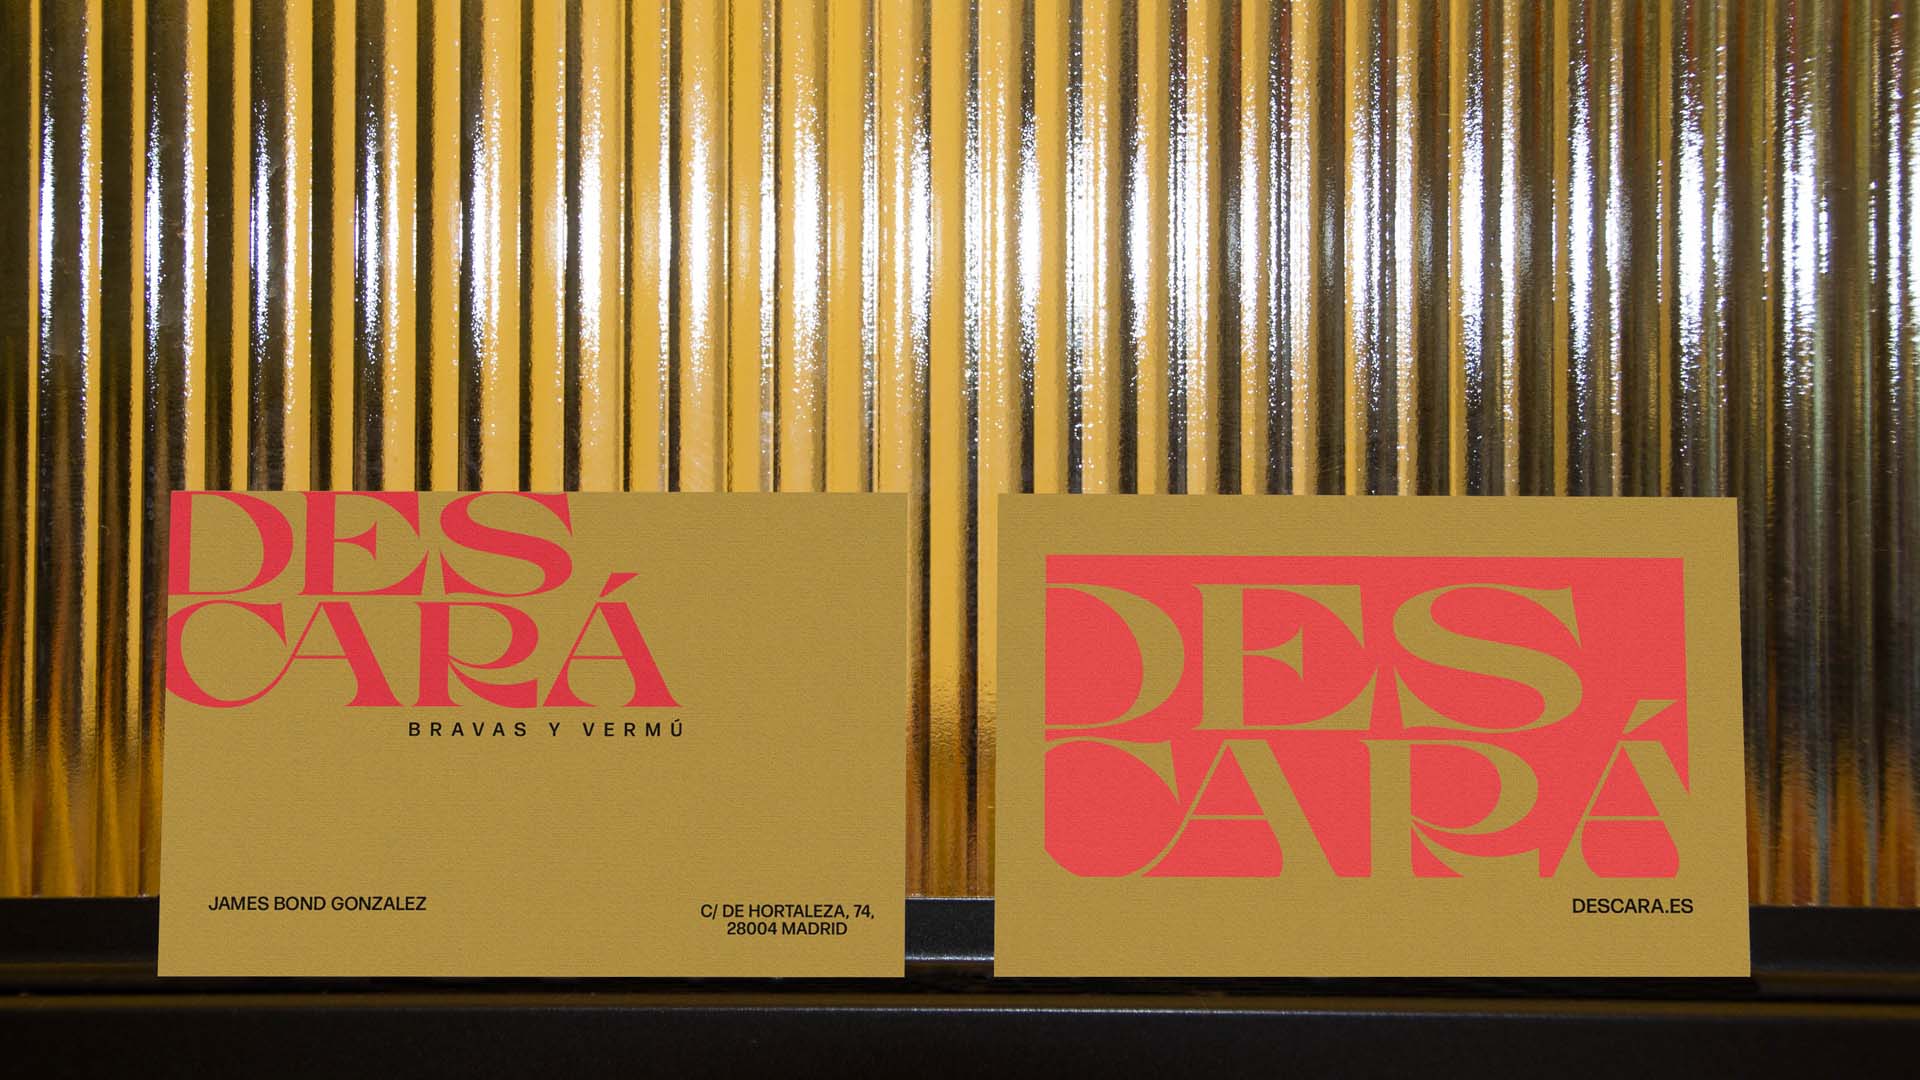 DES
CARÁ
BRAVAS Y VERMÚ
JAMES BOND GONZALEZ
C/ DE HORTALEZA, 74,
28004 MADRID
DES
CARÁ
DESCARA.ES